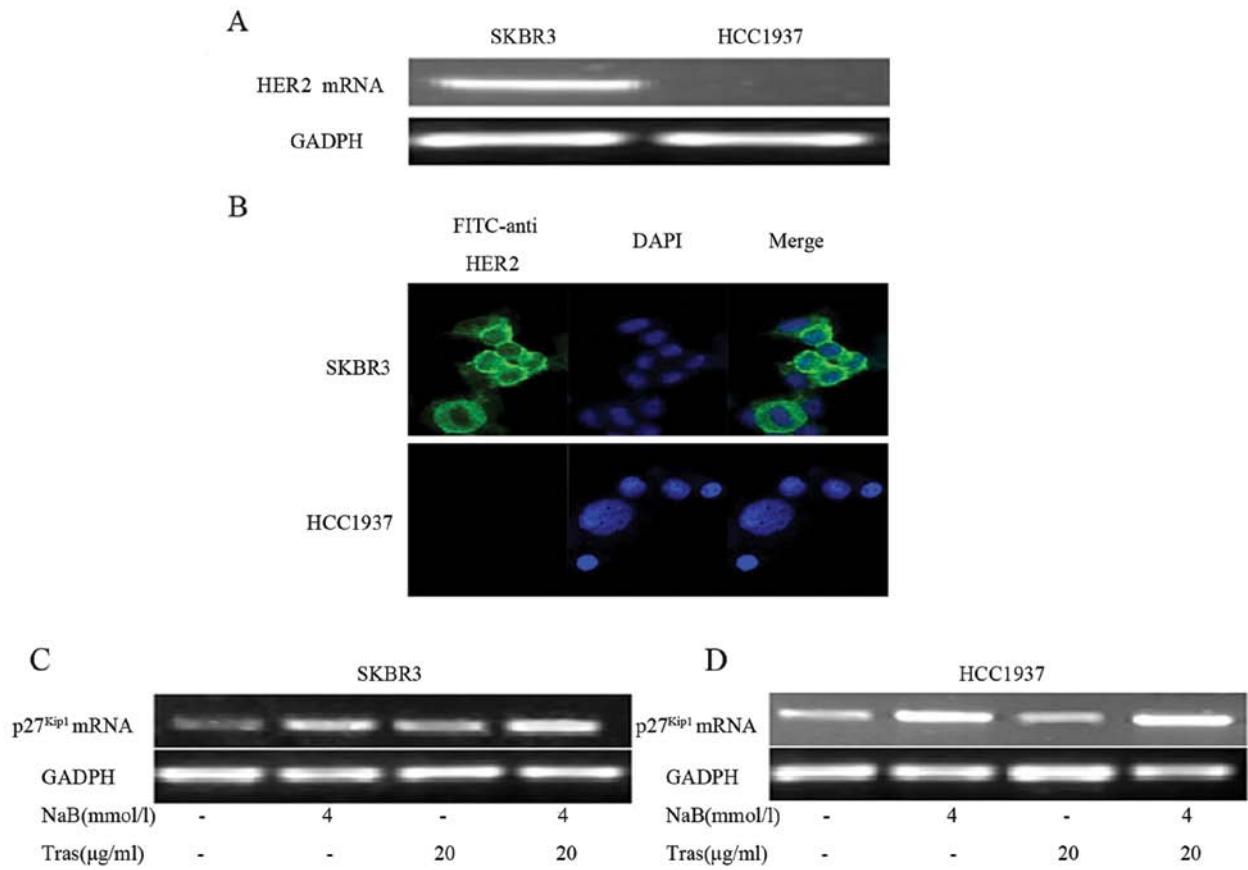 A
SKBR3 HCC1937
HER2 mRNA
GADPH
B
FITC-anti
HER2
DAPI
Merge
SKBR3
HCC1937
C
SKBR3
p27Kip1 mRNA
GADPH
NaB(mmol/l) - 4 - 4
Tras(μg/ml) - - 20 20
D
HCC1937
p27Kip1 mRNA
GADPH
NaB(mmol/l) - 4 - 4
Tras(μg/ml) - - 20 20